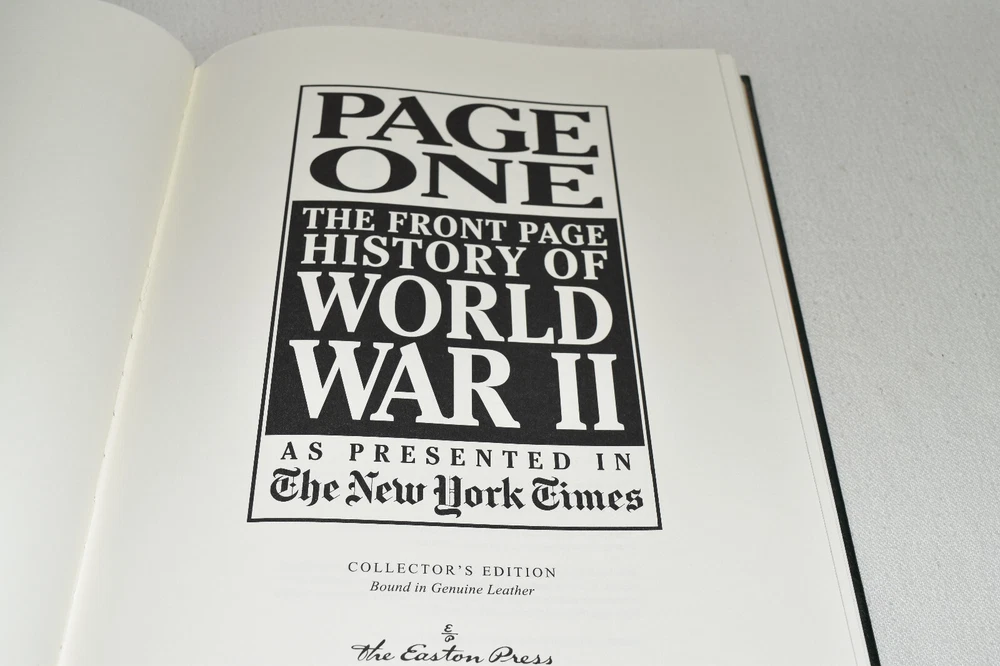 PAGE
ONE
THE FRONT PAGE
HISTORY OF
WORLD
WAR II
AS PRESENTED IN
The New York Times
COLLECTOR'S EDITION
Bound in Genuine Leather
E
P
the Easton Press